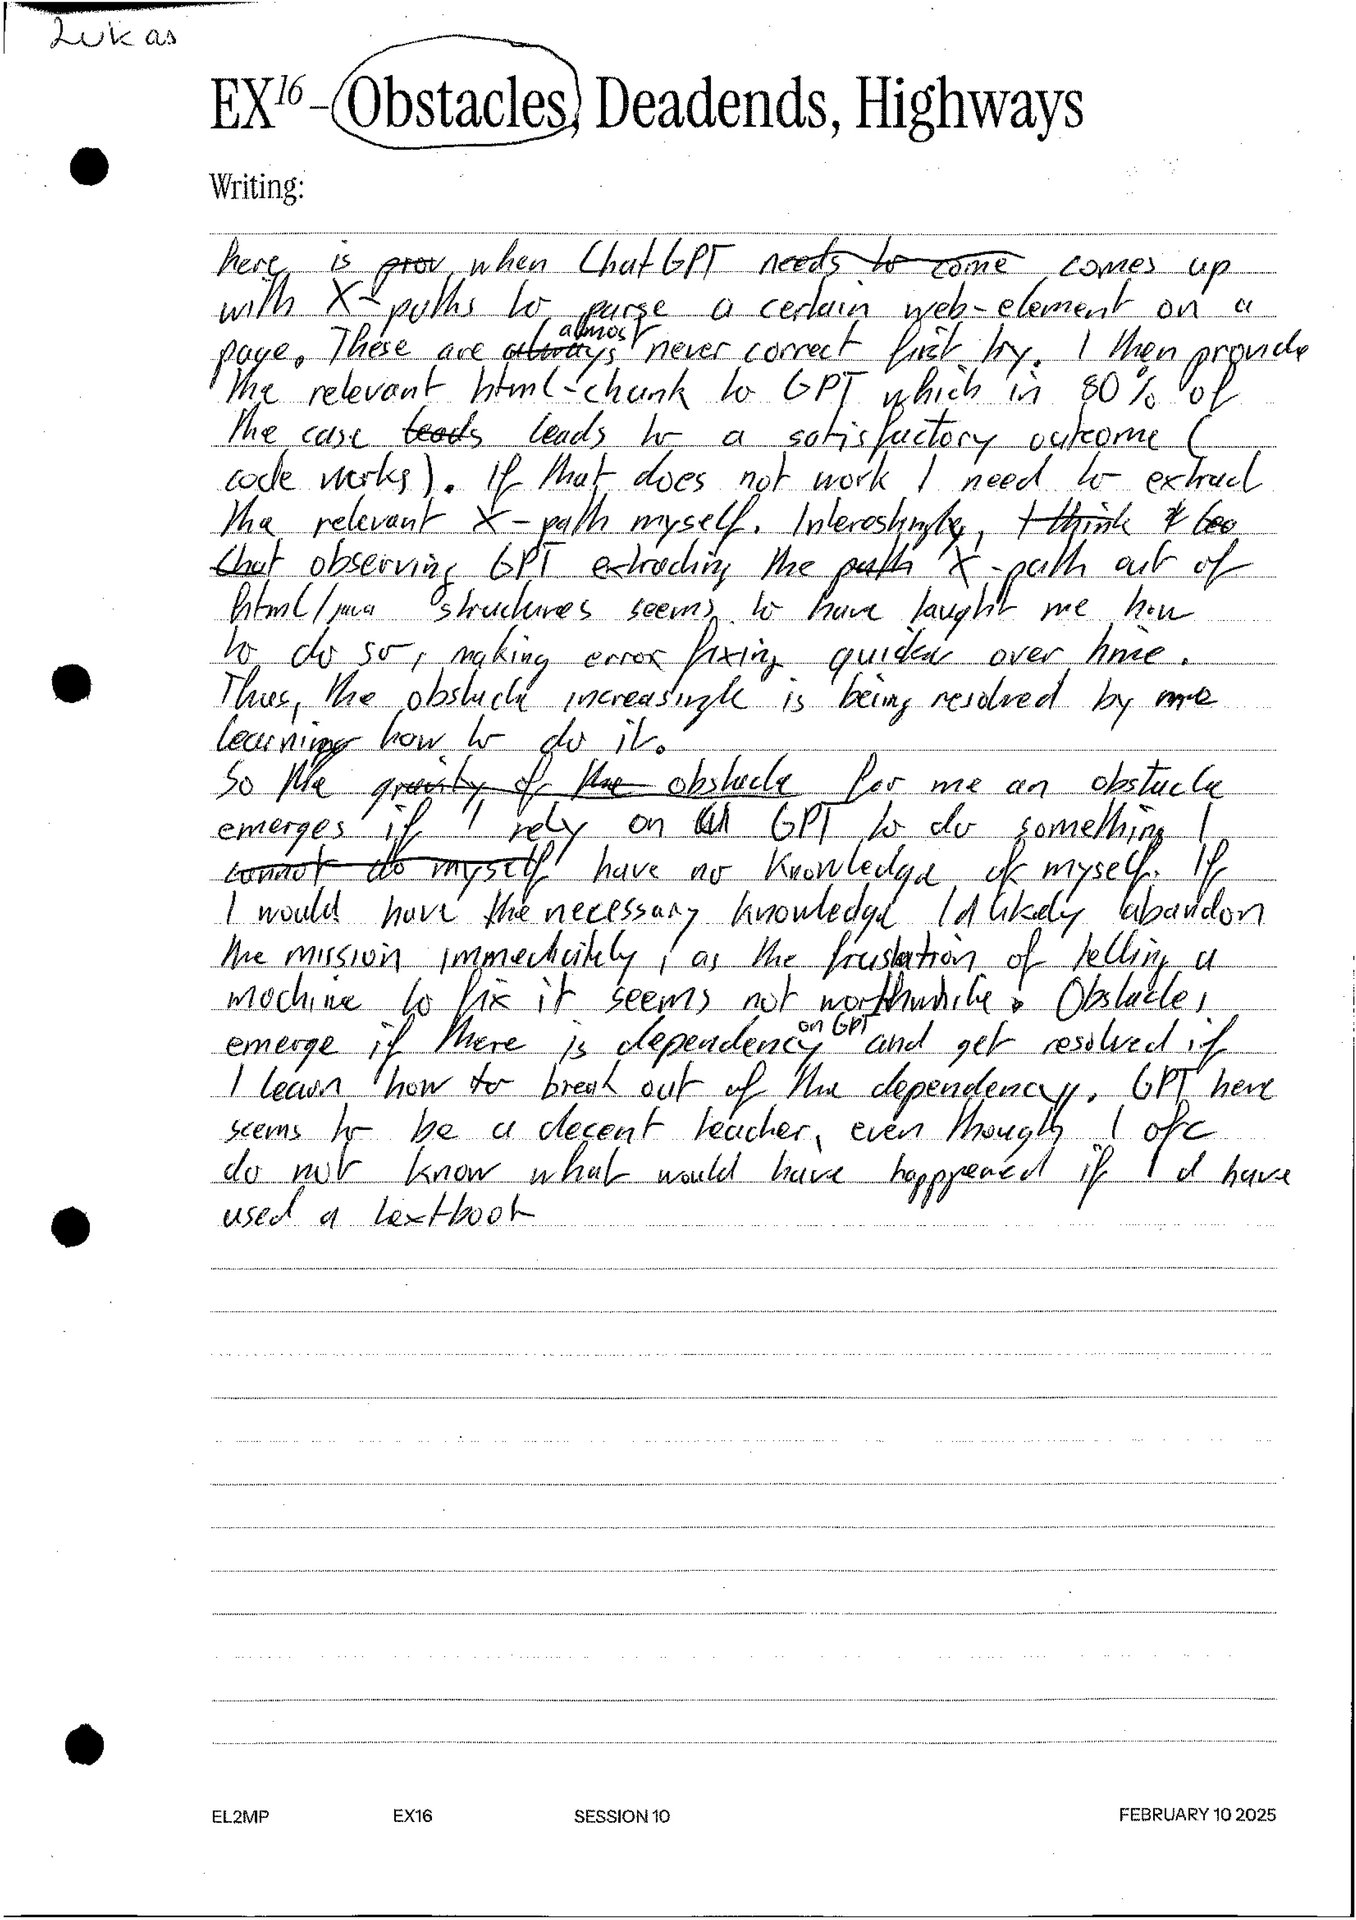 Lukas
EX16 – Obstacles, Deadends, Highways
Writing:
here is prov when ChatGPT needs to come comes up
with X-paths to parse a certain web-element on a
almost
page. These are always never correct first try. I then provide
the relevant html-chunk to GPT which in 80% of
the case leads leads to a satisfactory outcome (
code works). If that does not work I need to extract
the relevant X-path myself. Interestingly, I think
Chat observing GPT extracting the path X-path out of
html/java structures seems to have taught me how
to do so, making error fixing quicker over time.
Thus, the obstacle increasingle is being resolved by me
learning how to do it.
So the gravity of the obstacle for me an obstacle
emerges if I rely on GPT to do something I
cannot do myself have no knowledge of myself. If
I would have the necessary knowledge I'd likely abandon
the mission immediately, as the frustation of telling a
machine to fix it seems not worthwhile. Obstacles
on GPT
emerge if there is dependency and get resolved if
I learn how to break out of the dependency. GPT here
seems to be a decent teacher, even though I ofc
do not know what would have happpened if I'd have
used a textbook
EL2MP EX16 SESSION 10 FEBRUARY 10 2025